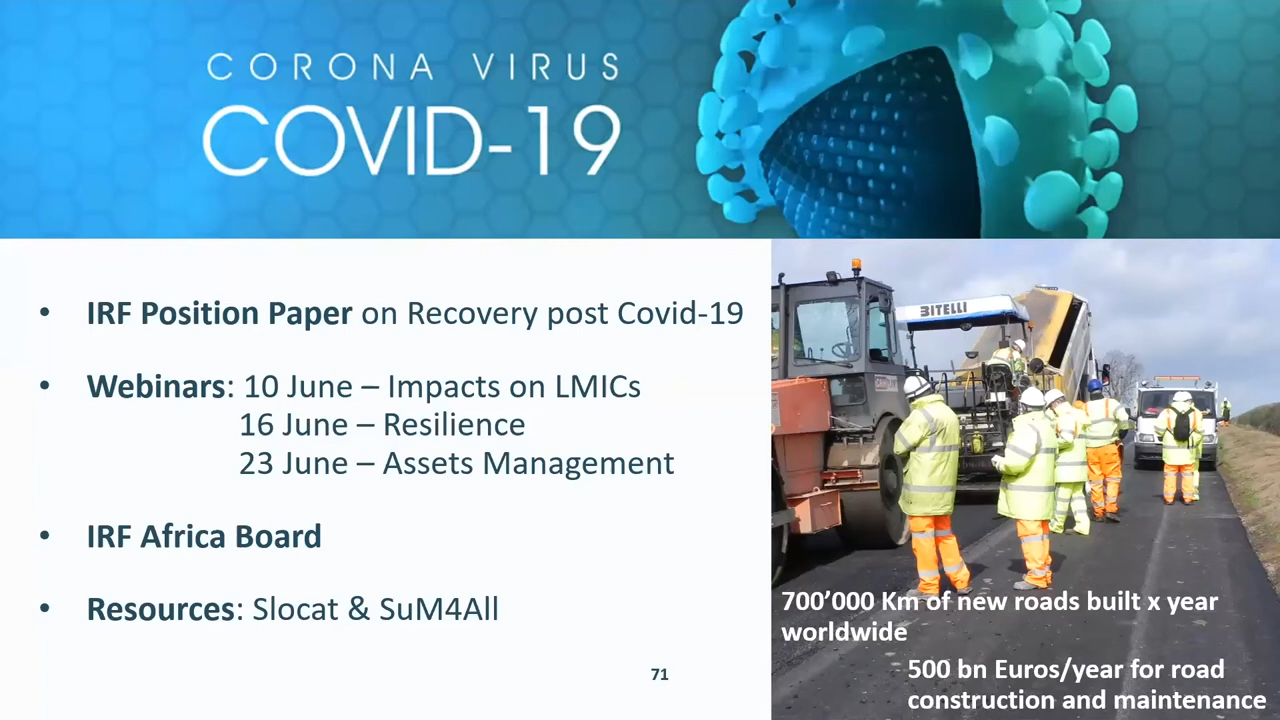 CORONA VIRUS
COVID-19
• IRF Position Paper on Recovery post Covid-19
• Webinars: 10 June – Impacts on LMICs
16 June – Resilience
23 June – Assets Management
• IRF Africa Board
• Resources: Slocat & SuM4All
71
BITELLI
700’000 Km of new roads built x year
worldwide
500 bn Euros/year for road
construction and maintenance